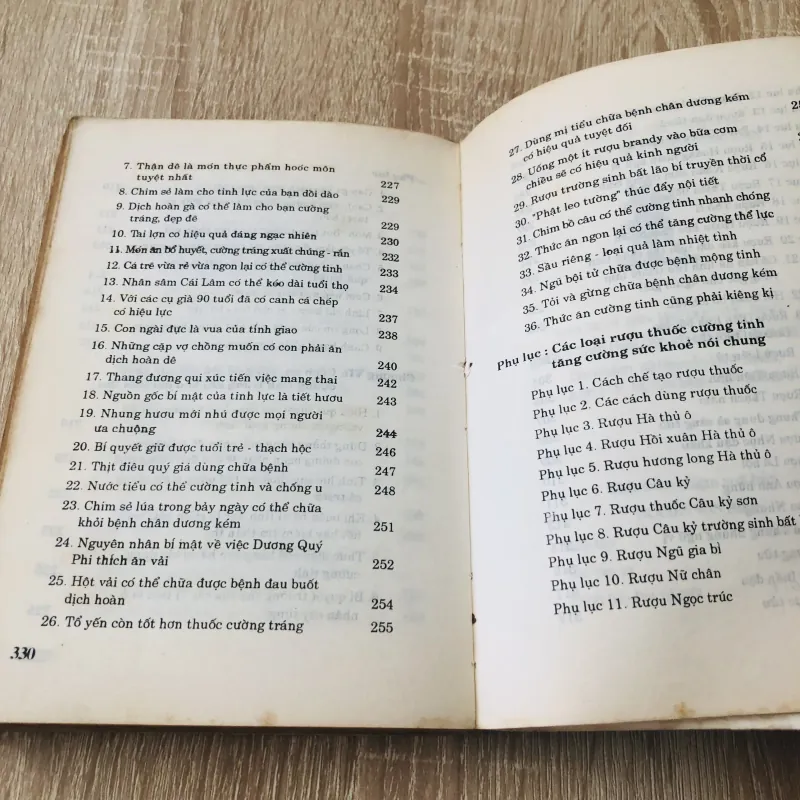 7. Thận dê là món thực phẩm hoóc môn
tuyệt nhất 227
8. Chim sẻ làm cho tinh lực của bạn dồi dào 229
9. Dịch hoàn gà có thể làm cho bạn cường
tráng, đẹp đẽ 229
10. Tai lợn có hiệu quả đáng ngạc nhiên 230
11. Món ăn bổ huyết, cường tráng xuất chúng - rắn 232
12. Cá trê vừa rẻ vừa ngon lại có thể cường tinh 233
13. Nhân sâm Cái Lâm có thể kéo dài tuổi thọ 234
14. Với các cụ già 90 tuổi đã có canh cá chép
có hiệu lực 237
15. Con ngài đực là vua của tính giao 238
16. Những cặp vợ chồng muốn có con phải ăn
dịch hoàn dê 240
17. Thang đương qui xúc tiến việc mang thai 242
18. Nguồn gốc bí mật của tinh lực là tiết hươu 243
19. Nhung hươu mới nhú được mọi người
ưa chuộng 244
20. Bí quyết giữ được tuổi trẻ - thạch hộc 246
21. Thịt điêu quý giá dùng chữa bệnh 247
22. Nước tiểu có thể cường tinh và chống u 248
23. Chim sẻ lúa trong bảy ngày có thể chữa
khỏi bệnh chân dương kém 251
24. Nguyên nhân bí mật về việc Dương Quý
Phi thích ăn vải 252
25. Hột vải có thể chữa được bệnh đau buốt
dịch hoàn 254
26. Tổ yến còn tốt hơn thuốc cường tráng 255
330
27. Dùng mị tiểu chữa bệnh chân dương kém
có hiệu quả tuyệt đối
28. Uống một ít rượu brandy vào bữa cơm
chiều sẽ có hiệu quả kinh người
29. Rượu trường sinh bất lão bí truyền thời cổ
30. "Phật leo tường" thúc đẩy nội tiết
31. Chim bồ câu có thể cường tinh nhanh chóng
32. Thức ăn ngon lại có thể tăng cường thể lực
33. Sầu riêng - loại quả làm nhiệt tình
34. Ngũ bội tử chữa được bệnh mộng tinh
35. Tỏi và gừng chữa bệnh chân dương kém
36. Thức ăn cường tinh cũng phải kiêng kị
Phụ lục : Các loại rượu thuốc cường tinh
tăng cường sức khoẻ nói chung
Phụ lục 1. Cách chế tạo rượu thuốc
Phụ lục 2. Các cách dùng rượu thuốc
Phụ lục 3. Rượu Hà thủ ô
Phụ lục 4. Rượu Hồi xuân Hà thủ ô
Phụ lục 5. Rượu hương long Hà thủ ô
Phụ lục 6. Rượu Câu kỷ
Phụ lục 7. Rượu thuốc Câu kỷ sơn
Phụ lục 8. Rượu Câu kỷ trường sinh bất
Phụ lục 9. Rượu Ngũ gia bì
Phụ lục 10. Rượu Nữ chân
Phụ lục 11. Rượu Ngọc trúc